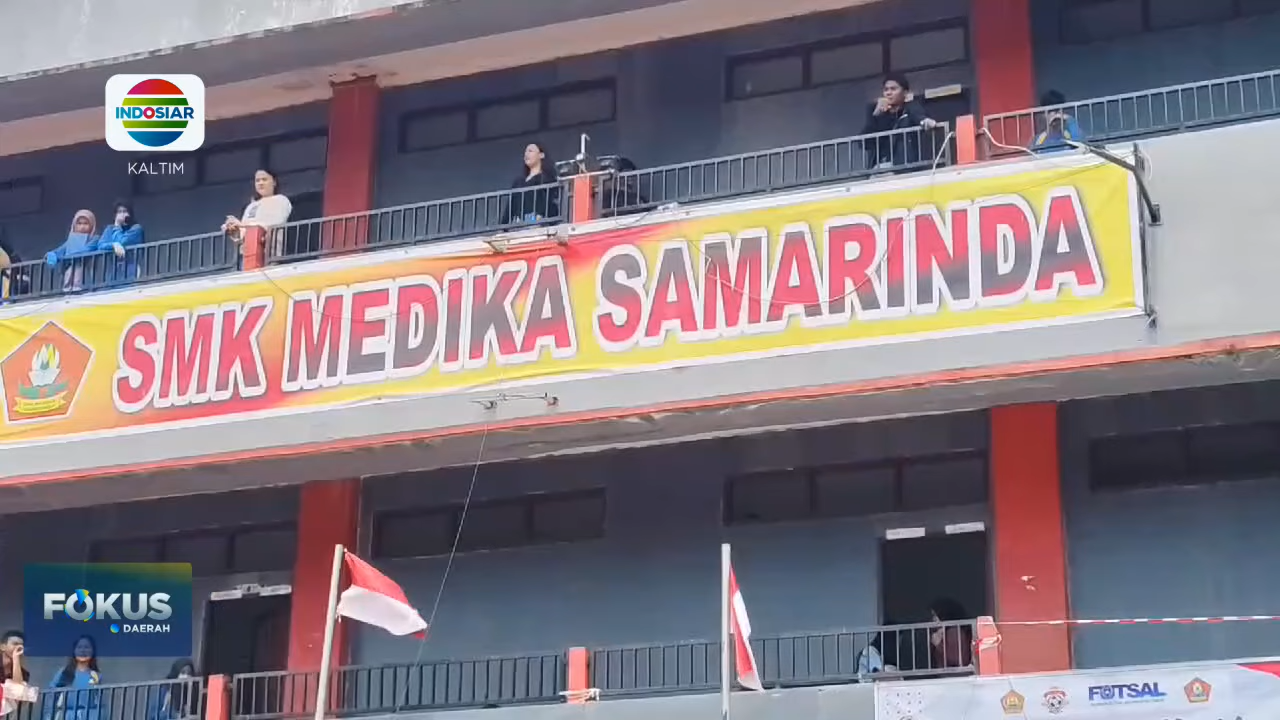 INDOSIAR
KALTIM
SMK MEDIKA SAMARINDA
FOKUS
DAERAH
FUTSAL